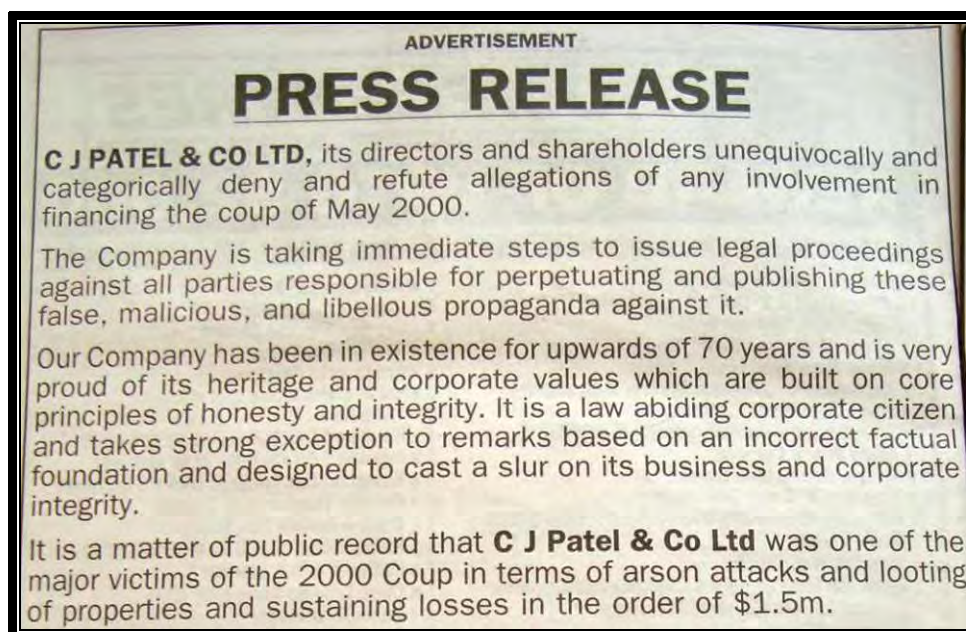 ADVERTISEMENT
PRESS RELEASE
C J PATEL & CO LTD, its directors and shareholders unequivocally and
categorically deny and refute allegations of any involvement in
financing the coup of May 2000.
The Company is taking immediate steps to issue legal proceedings
against all parties responsible for perpetuating and publishing these
false, malicious, and libellous propaganda against it.
Our Company has been in existence for upwards of 70 years and is very
proud of its heritage and corporate values which are built on core
principles of honesty and integrity. It is a law abiding corporate citizen
and takes strong exception to remarks based on an incorrect factual
foundation and designed to cast a slur on its business and corporate
integrity.
It is a matter of public record that C J Patel & Co Ltd was one of the
major victims of the 2000 Coup in terms of arson attacks and looting
of properties and sustaining losses in the order of $1.5m.